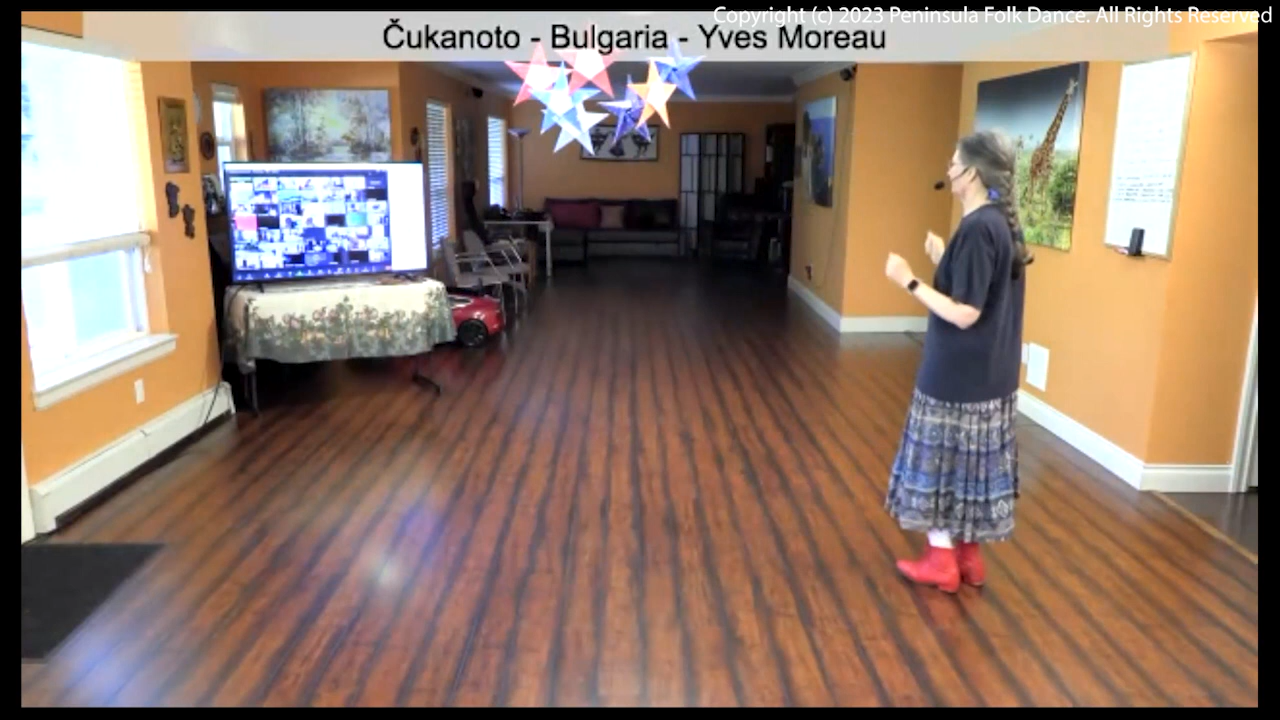 Copyright (c) 2023 Peninsula Folk Dance. All Rights Reserved
Čukanoto - Bulgaria - Yves Moreau